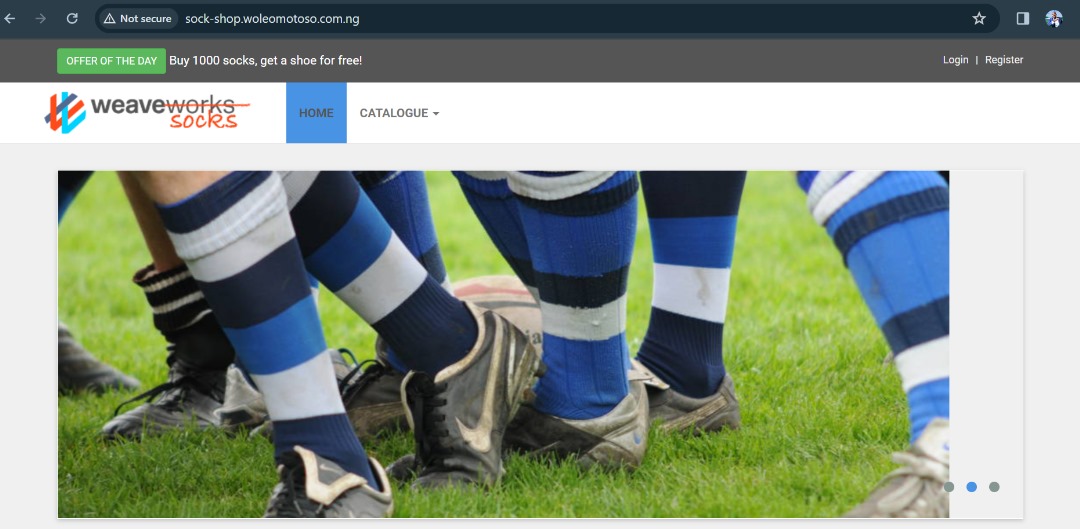 Not secure sock-shop.woleomotoso.com.ng
OFFER OF THE DAY Buy 1000 socks, get a shoe for free! Login | Register
weaveworks
socks
HOME CATALOGUE